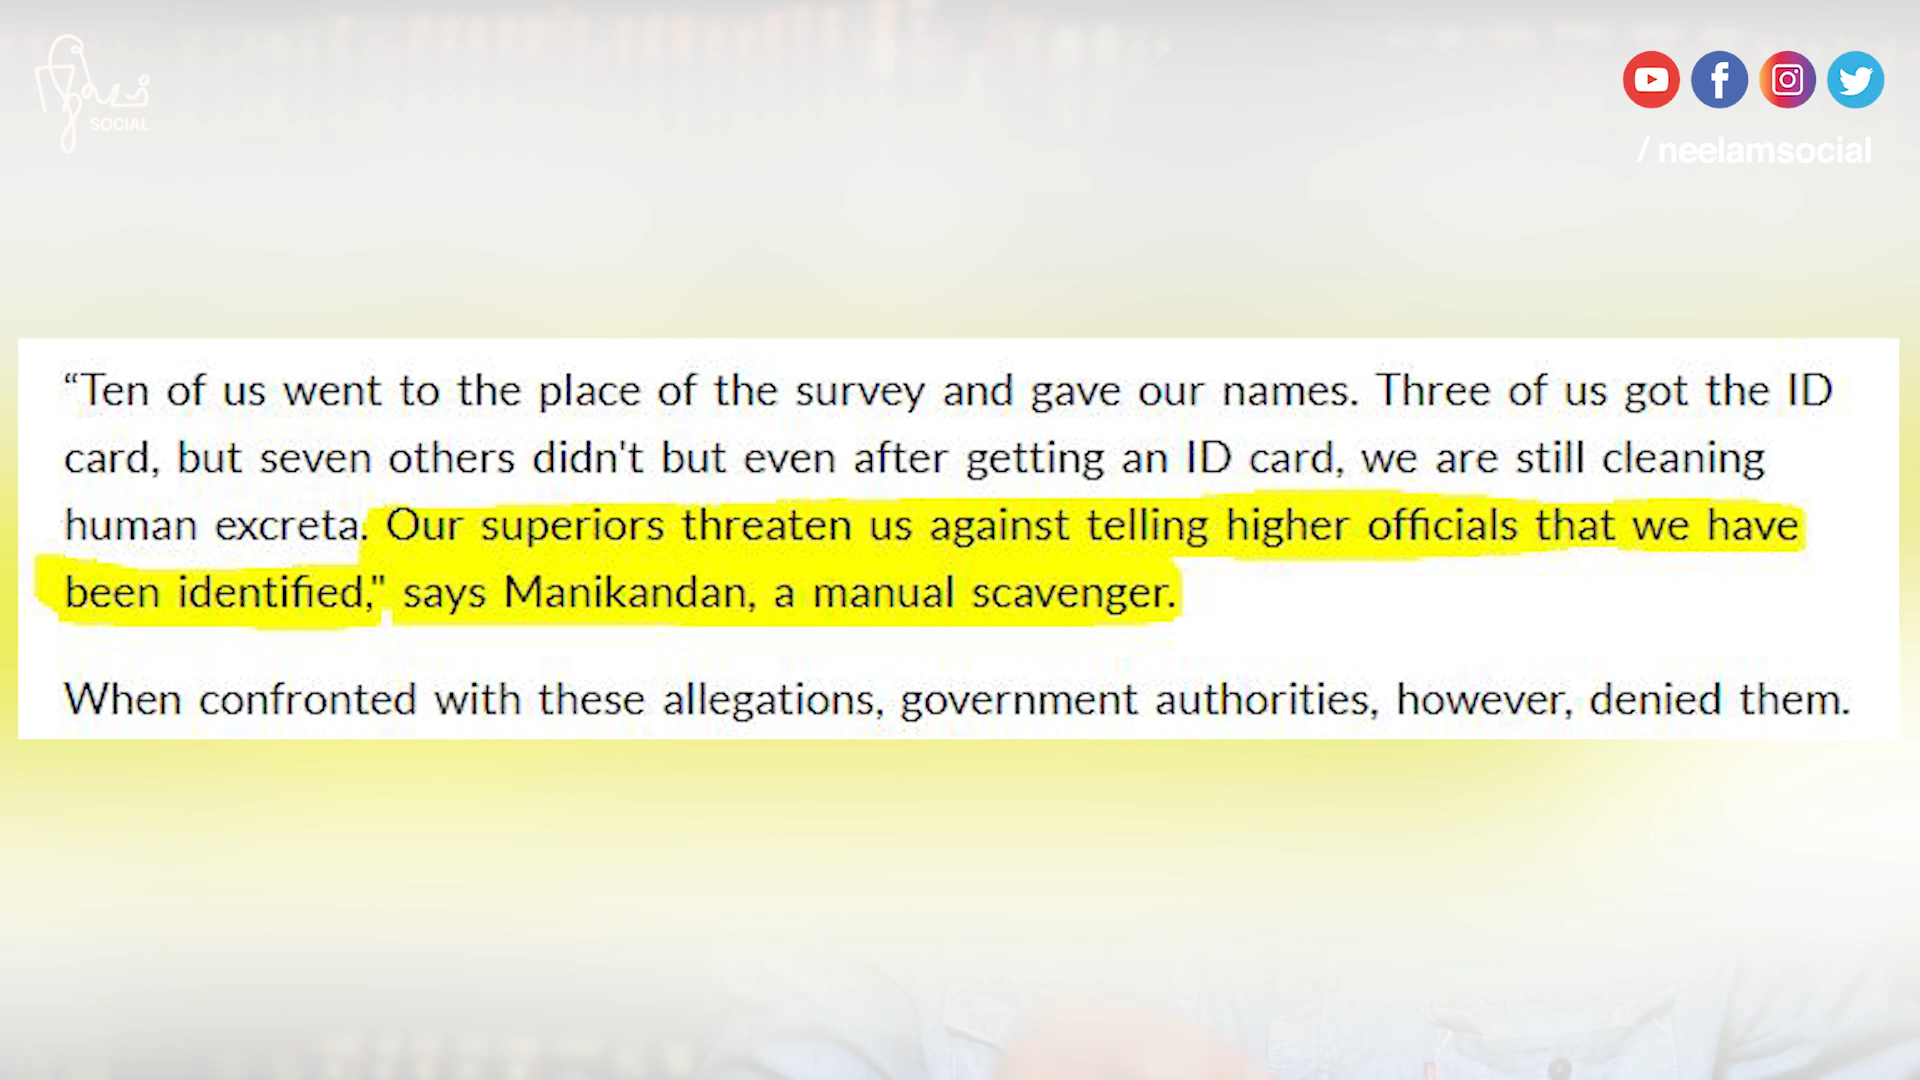 நீலம்
SOCIAL
/ neelamsocial
“Ten of us went to the place of the survey and gave our names. Three of us got the ID
card, but seven others didn't but even after getting an ID card, we are still cleaning
human excreta. Our superiors threaten us against telling higher officials that we have
been identified," says Manikandan, a manual scavenger.
When confronted with these allegations, government authorities, however, denied them.